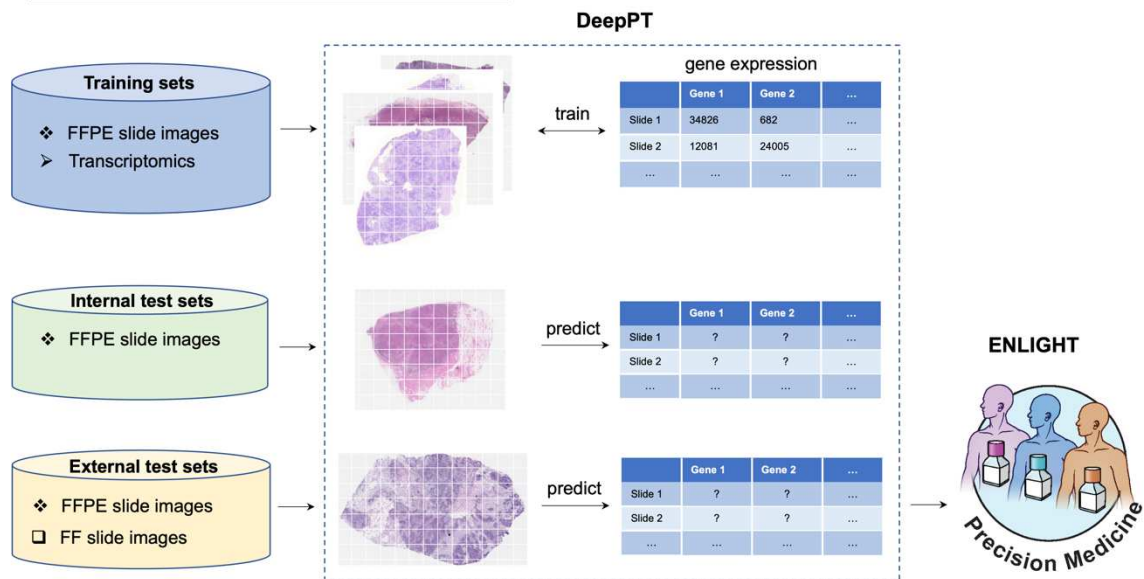 DeepPT
Training sets
❖ FFPE slide images
➢ Transcriptomics
train
gene expression
Gene 1 Gene 2 ...
Slide 1 34826 682 ...
Slide 2 12081 24005 ...
... ... ... ...
Internal test sets
❖ FFPE slide images
predict
Gene 1 Gene 2 ...
Slide 1 ? ? ...
Slide 2 ? ? ...
... ... ... ...
ENLIGHT
Precision Medicine
External test sets
❖ FFPE slide images
❑ FF slide images
predict
Gene 1 Gene 2 ...
Slide 1 ? ? ...
Slide 2 ? ? ...
... ... ... ...